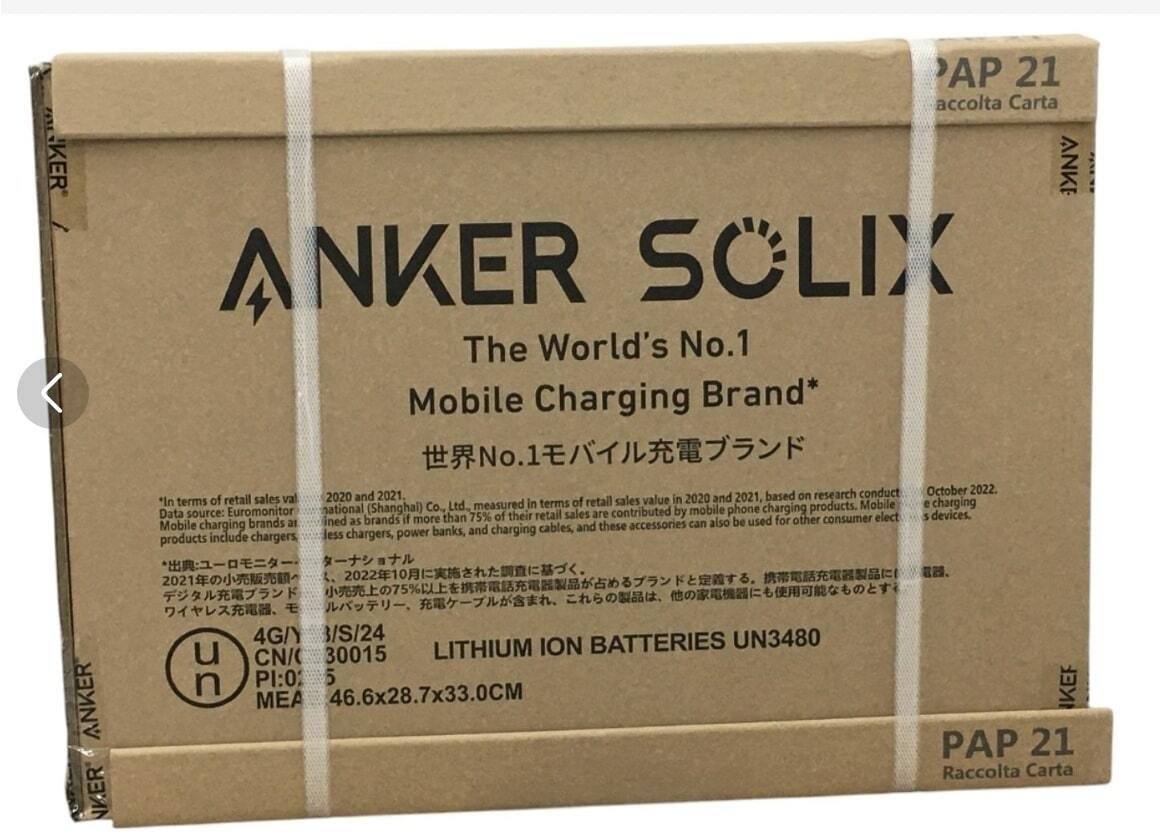 PAP 21
Raccolta Carta
ANKER
ANKER SOLIX
The World's No.1
Mobile Charging Brand*
世界No.1モバイル充電ブランド
*In terms of retail sales 2020 and 2021. October 2022.
Data source: Euromonitor (Shanghai) Co., Ltd., measured in terms of retail sales value in 2020 and 2021, based on research
Mobile charging brands as brands if more than 75% of their retail sales are contributed by mobile phone charging products. Mobile charging
products include chargers, chargers, power banks, and charging cables, and these accessories can also be used for other consumer devices.
*出典:ユーロモニター ターナショナル
2021年の小売販売額 、2022年10月に実施された調査に基づく。
デジタル充電ブランド 小売売上の75%以上を携帯電話充電器製品が占めるブランドと定義する。携帯電話充電器製品に 電器、
ワイヤレス充電器、モ ルバッテリー、充電ケーブルが含まれ、これらの製品は、他の家電機器にも使用可能なものとす
un
4G/Y /S/24
CN/ 30015
PI:02
46.6x28.7x33.0CM
LITHIUM ION BATTERIES UN3480
ANKER
PAP 21
Raccolta Carta